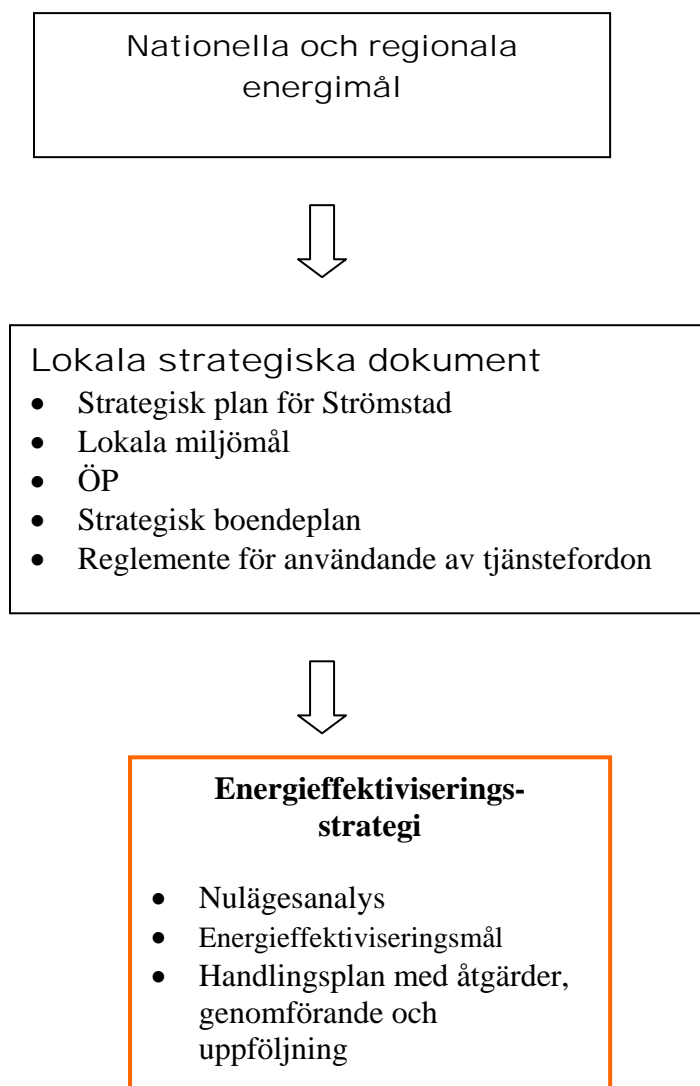 Nationella och regionala
energimål
Lokala strategiska dokument
• Strategisk plan för Strömstad
• Lokala miljömål
• ÖP
• Strategisk boendeplan
• Reglemente för användande av tjänstefordon
Energieffektiviserings-
strategi
• Nulägesanalys
• Energieffektiviseringsmål
• Handlingsplan med åtgärder,
genomförande och
uppföljning